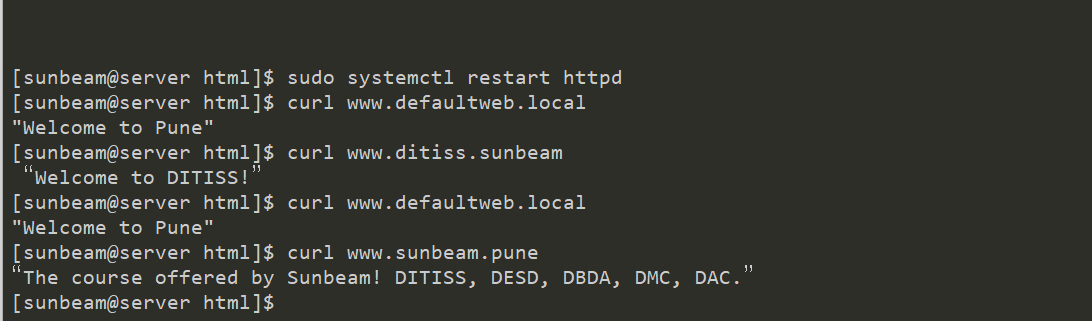 [sunbeam@server html]$ sudo systemctl restart httpd
[sunbeam@server html]$ curl www.defaultweb.local
"Welcome to Pune"
[sunbeam@server html]$ curl www.ditiss.sunbeam
 “Welcome to DITISS!”
[sunbeam@server html]$ curl www.defaultweb.local
"Welcome to Pune"
[sunbeam@server html]$ curl www.sunbeam.pune
“The course offered by Sunbeam! DITISS, DESD, DBDA, DMC, DAC.”
[sunbeam@server html]$